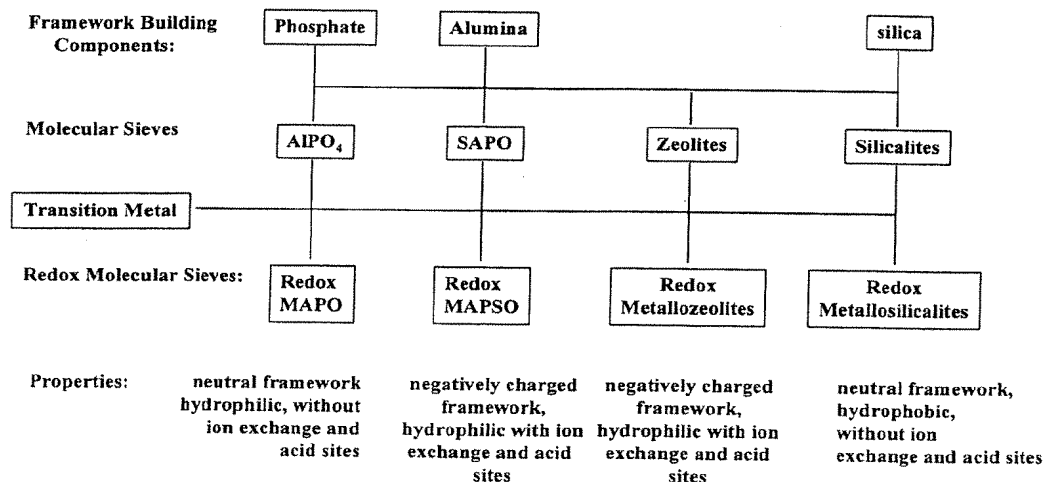 Framework Building
Components:
Phosphate
Alumina
silica
Molecular Sieves
AlPO₄
SAPO
Zeolites
Silicalites
Transition Metal
Redox Molecular Sieves:
Redox
MAPO
Redox
MAPSO
Redox
Metallozeolites
Redox
Metallosilicalites
Properties:
neutral framework
hydrophilic, without
ion exchange and
acid sites
negatively charged
framework,
hydrophilic with ion
exchange and acid
sites
negatively charged
framework,
hydrophilic with ion
exchange and acid
sites
neutral framework,
hydrophobic,
without ion
exchange and acid sites